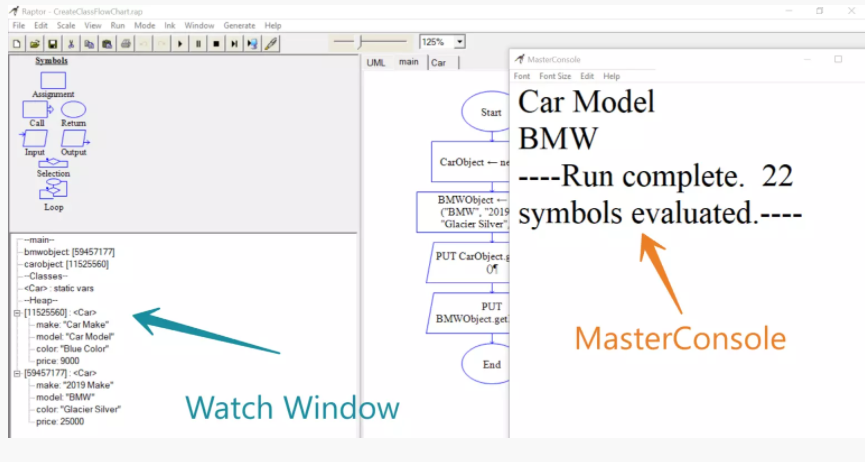 Raptor - CreateClassFlowChart.rap
File Edit Scale View Run Mode Ink Window Generate Help
125%
Symbols
Assignment
Call Return
Input Output
Selection
Loop
--main--
bmwobject: [59457177]
carobject: [11525560]
--Classes--
<Car> : static vars
--Heap--
[11525560] : <Car>
make: "Car Make"
model: "Car Model"
color: "Blue Color"
price: 9000
[59457177] : <Car>
make: "2019 Make"
model: "BMW"
color: "Glacier Silver"
price: 25000
Watch Window
UML main Car
Start
CarObject ← ne
BMWObject ←
("BMW", "2019
"Glacier Silver",
PUT CarObject.g
()¶
PUT
BMWObject.get
End
MasterConsole
Font Font Size Edit Help
Car Model
BMW
----Run complete. 22
symbols evaluated.----
MasterConsole